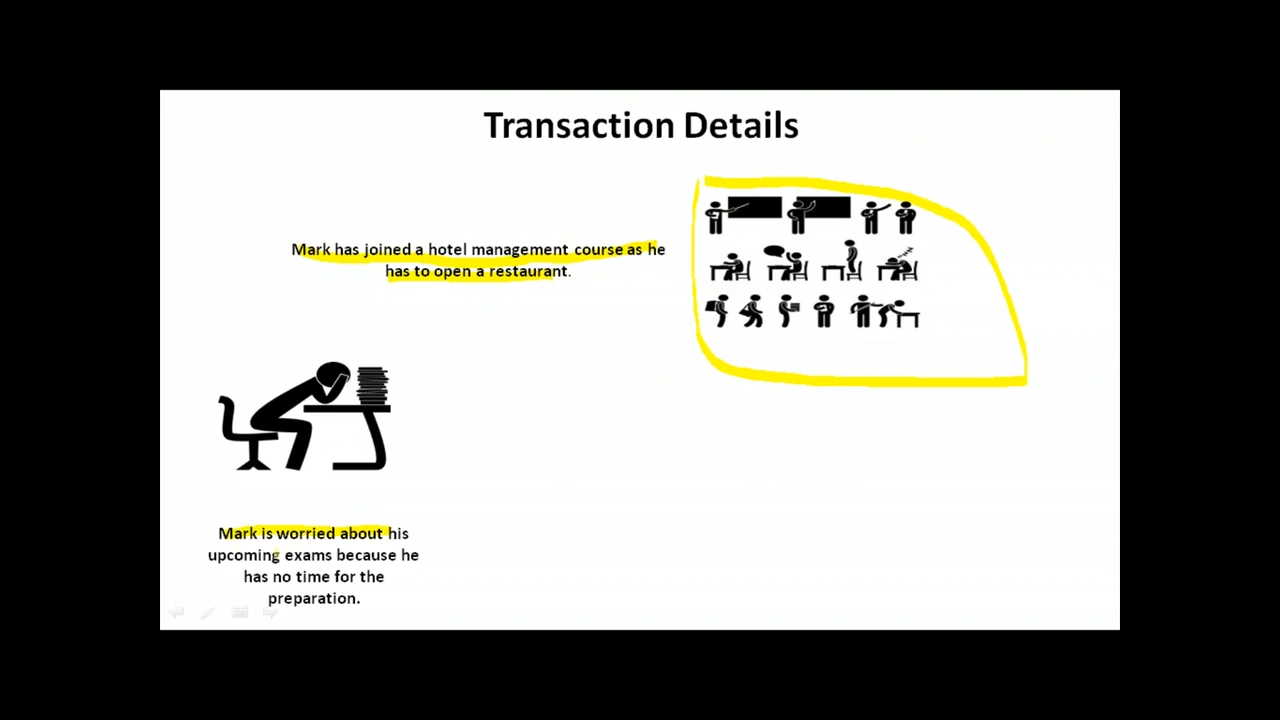 Transaction Details
Mark has joined a hotel management course as he
has to open a restaurant.
Mark is worried about his
upcoming exams because he
has no time for the
preparation.